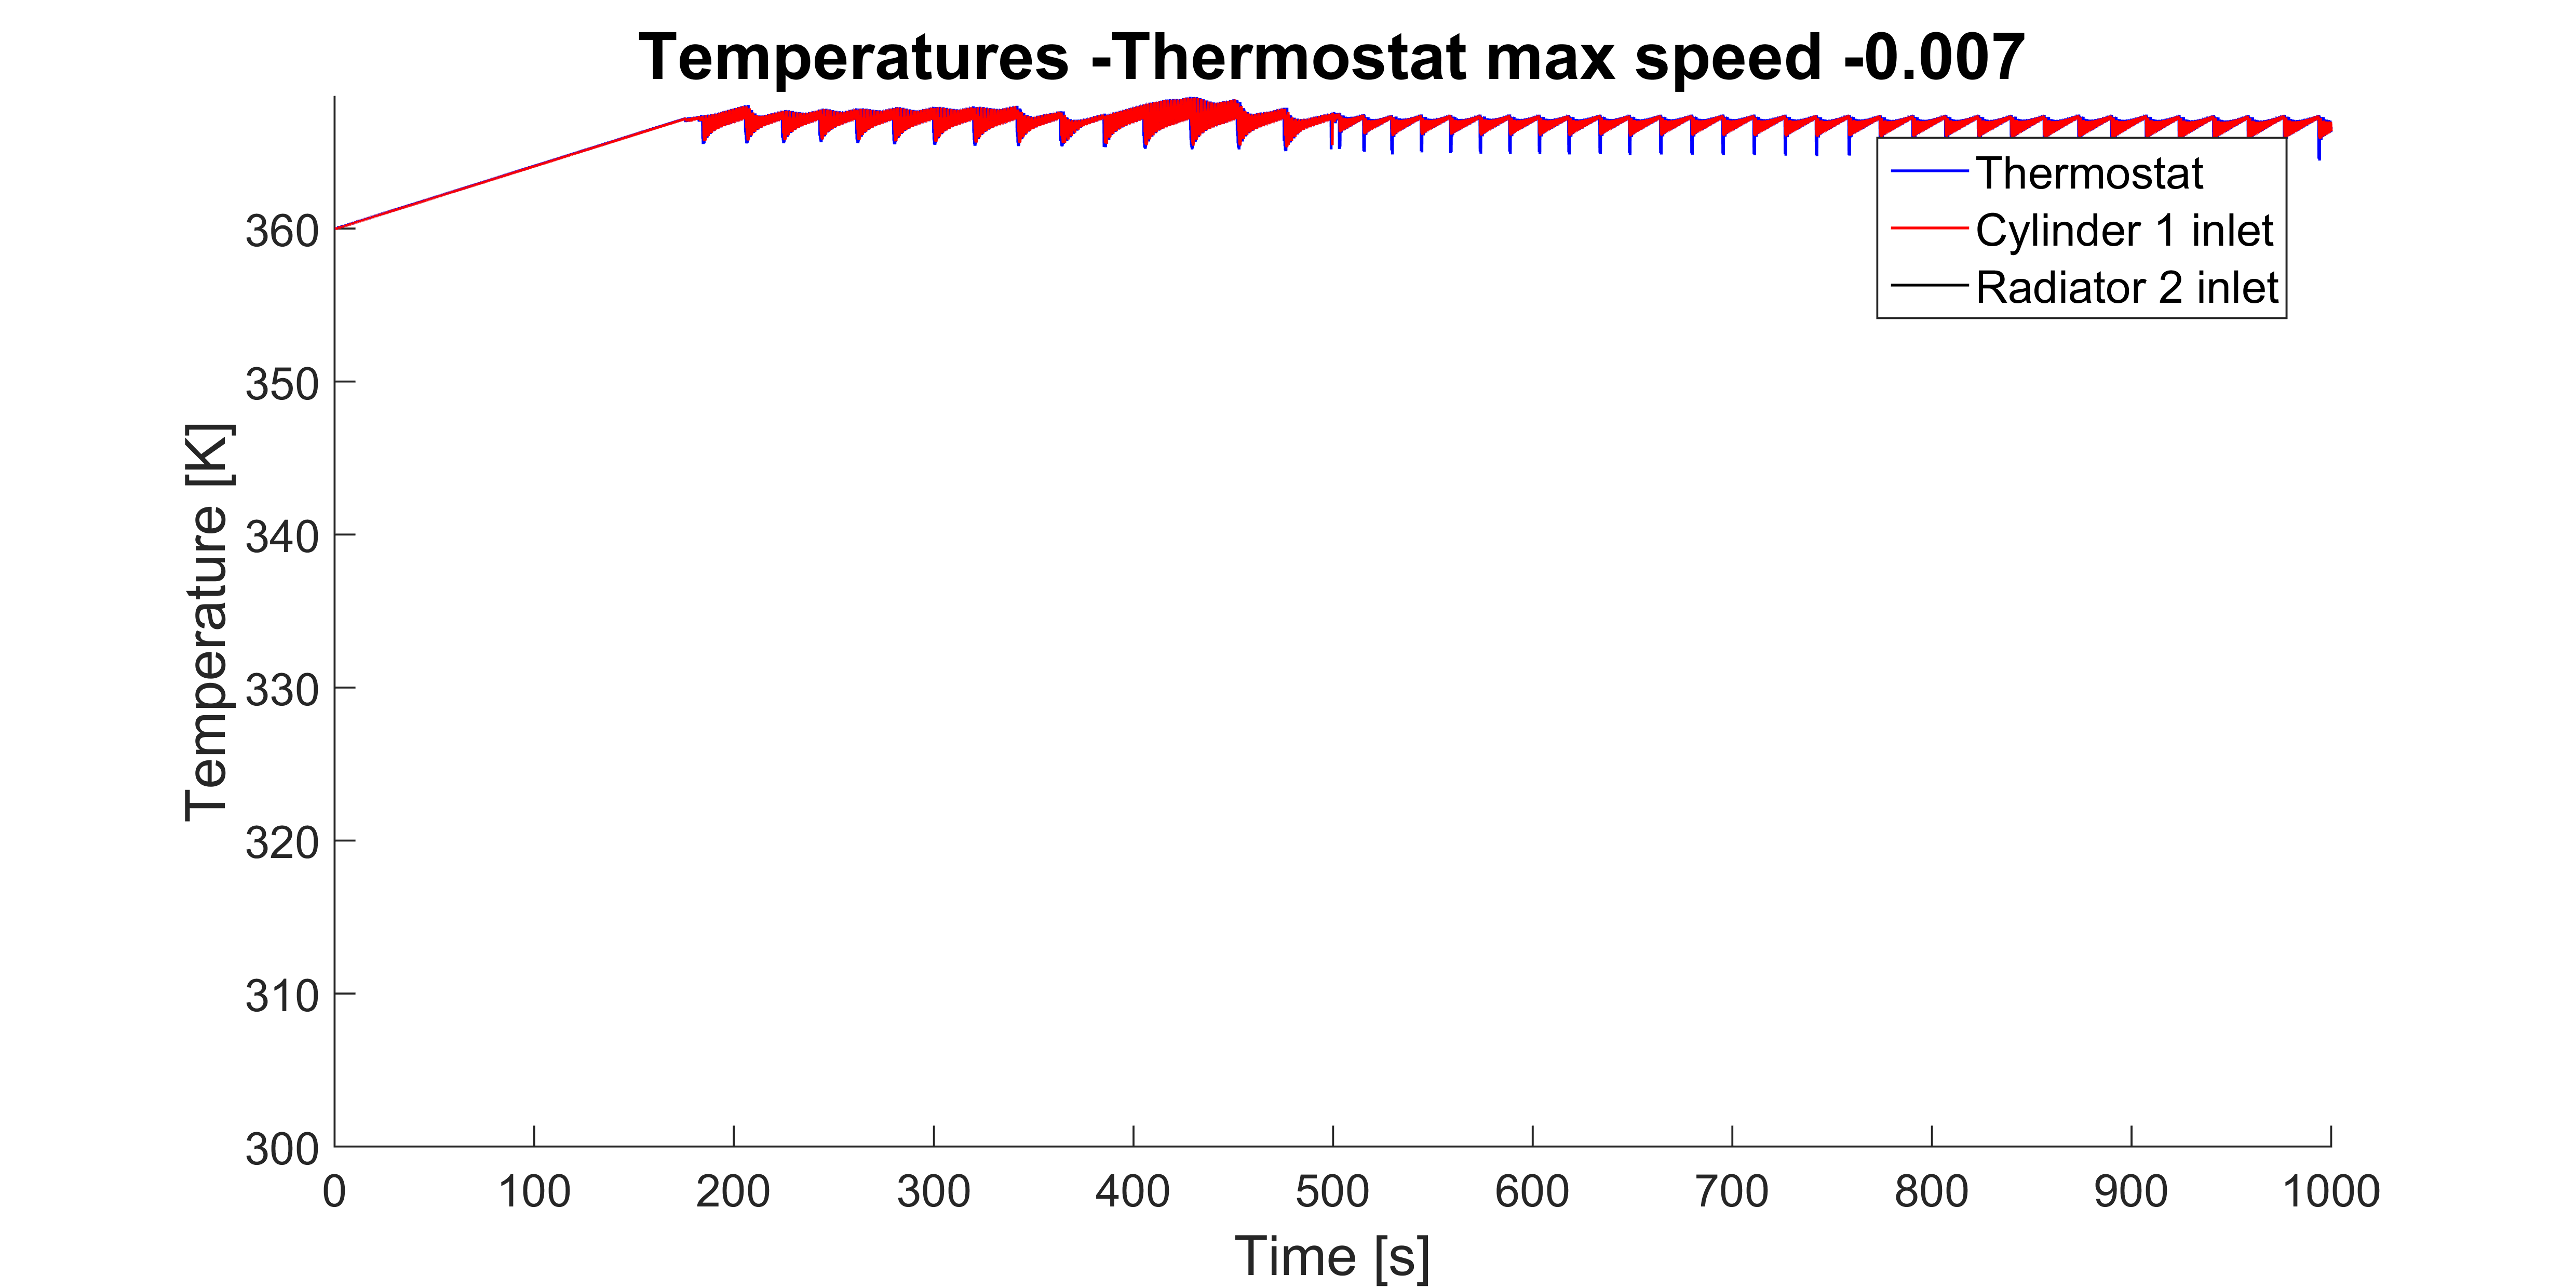 Temperatures -Thermostat max speed -0.007
Thermostat
Cylinder 1 inlet
Radiator 2 inlet
Temperature [K]
360
350
340
330
320
310
300
0 100 200 300 400 500 600 700 800 900 1000
Time [s]